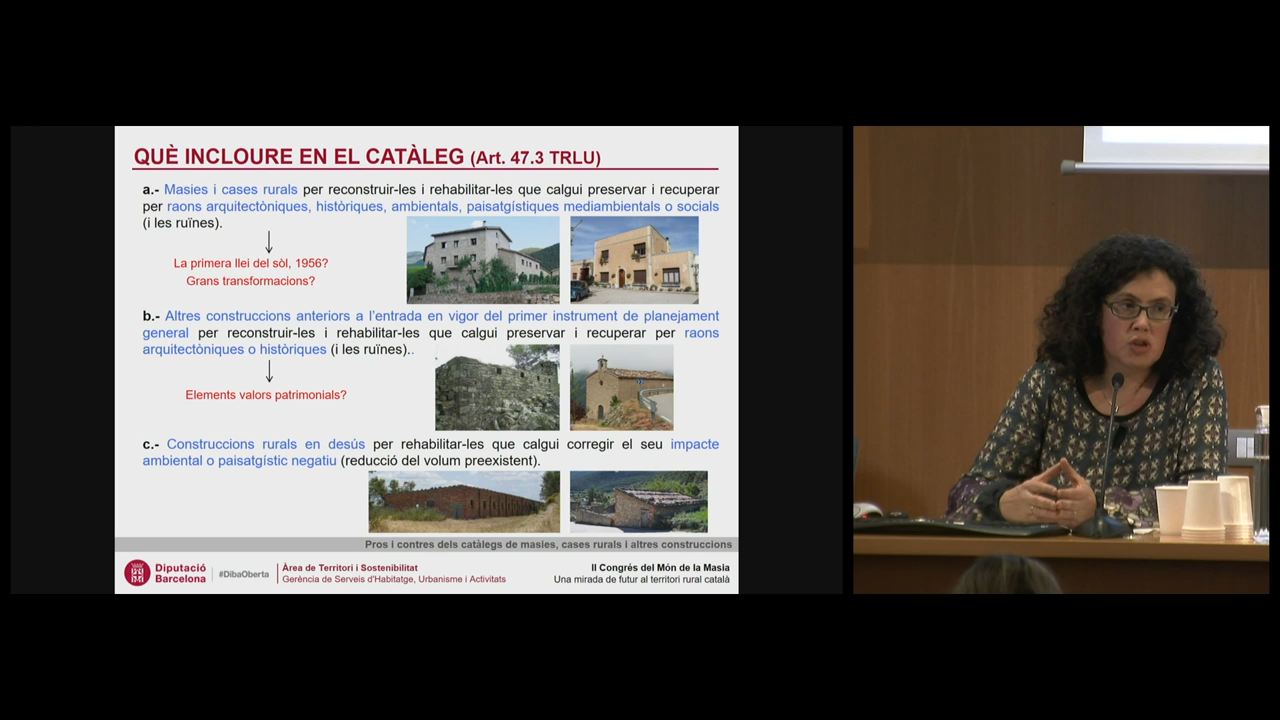 QUÈ INCLOURE EN EL CATÀLEG (Art. 47.3 TRLU)
a.- Masies i cases rurals per reconstruir-les i rehabilitar-les que calgui preservar i recuperar
per raons arquitectòniques, històriques, ambientals, paisatgístiques mediambientals o socials
(i les ruïnes).
La primera llei del sòl, 1956?
Grans transformacions?
b.- Altres construccions anteriors a l'entrada en vigor del primer instrument de planejament
general per reconstruir-les i rehabilitar-les que calgui preservar i recuperar per raons
arquitectòniques o històriques (i les ruïnes)..
Elements valors patrimonials?
c.- Construccions rurals en desús per rehabilitar-les que calgui corregir el seu impacte
ambiental o paisatgístic negatiu (reducció del volum preexistent).
Pros i contres dels catàlegs de masies, cases rurals i altres construccions
Diputació
Barcelona
#DibaOberta
Àrea de Territori i Sostenibilitat
Gerència de Serveis d'Habitatge, Urbanisme i Activitats
II Congrés del Món de la Masia
Una mirada de futur al territori rural català